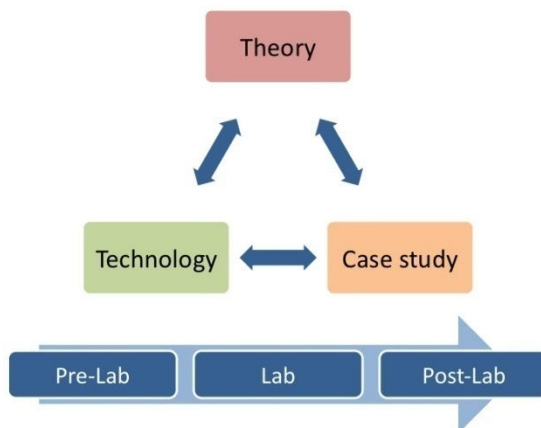 Theory
Technology
Case study
Pre-Lab
Lab
Post-Lab